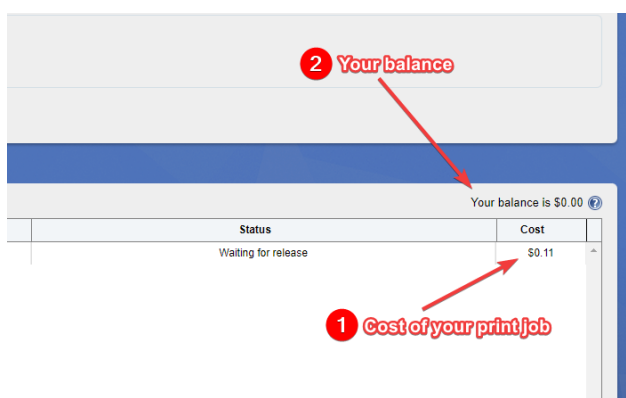 2 Your balance
Your balance is $0.00 ?
Status Cost
Waiting for release $0.11
1 Cost of your print job